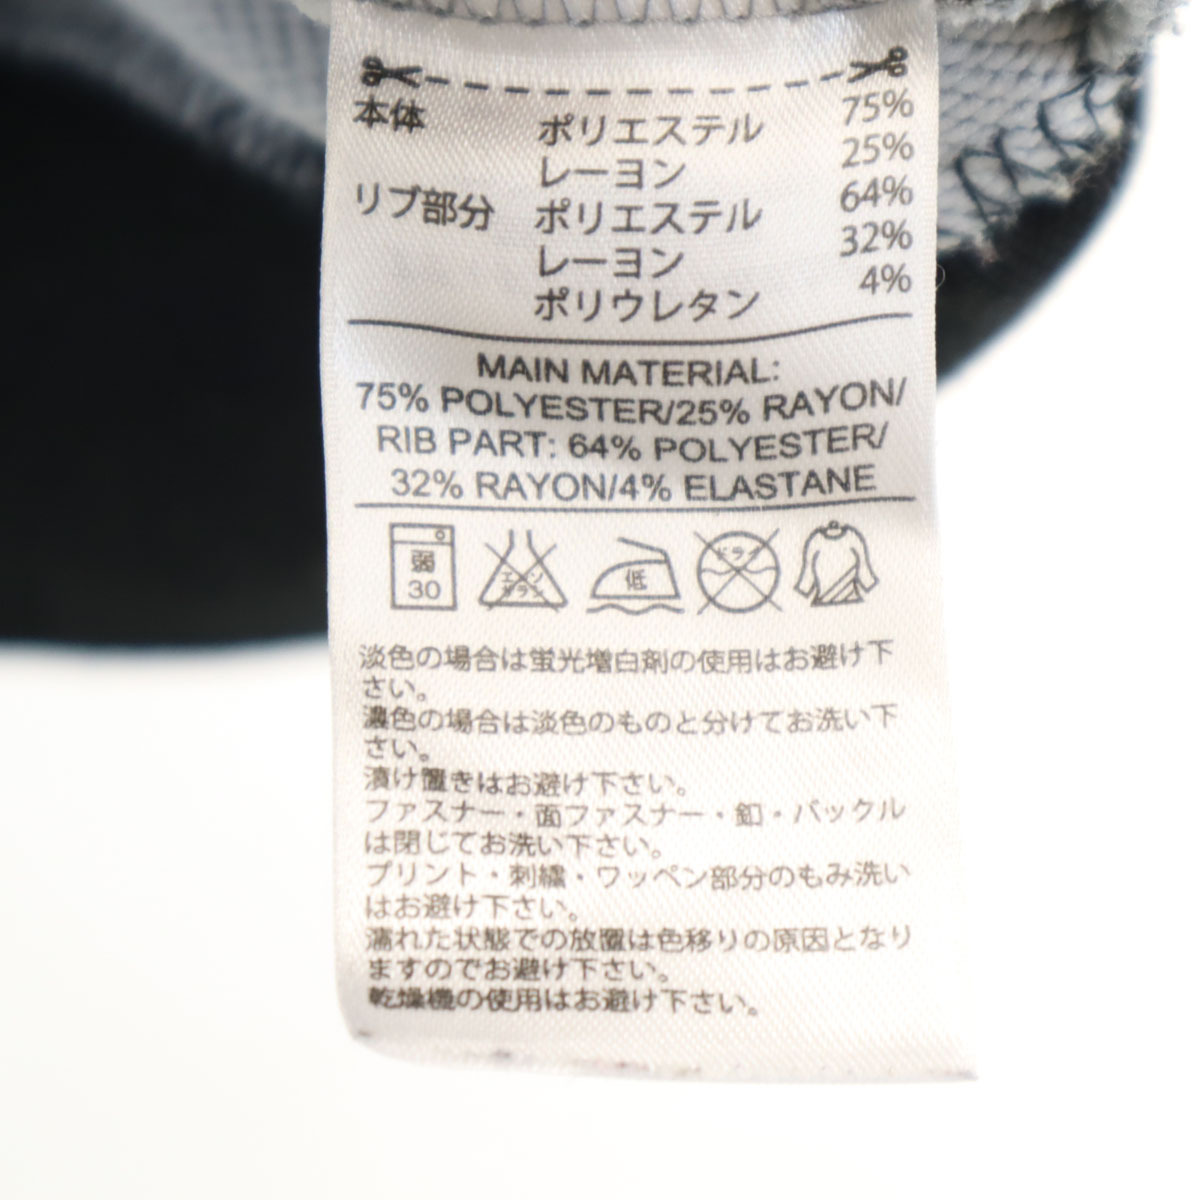 本体 ポリエステル 75%
レーヨン 25%
リブ部分 ポリエステル 64%
レーヨン 32%
ポリウレタン 4%
MAIN MATERIAL:
75% POLYESTER/25% RAYON/
RIB PART: 64% POLYESTER/
32% RAYON/4% ELASTANE
弱
30
エンソ
サラシ
低
ドライ
淡色の場合は蛍光増白剤の使用はお避け下
さい。
濃色の場合は淡色のものと分けてお洗い下
さい。
漬け置きはお避け下さい。
ファスナー・面ファスナー・釦・バックル
は閉じてお洗い下さい。
プリント・刺繍・ワッペン部分のもみ洗い
はお避け下さい。
濡れた状態での放置は色移りの原因となり
ますのでお避け下さい。
乾燥機の使用はお避け下さい。